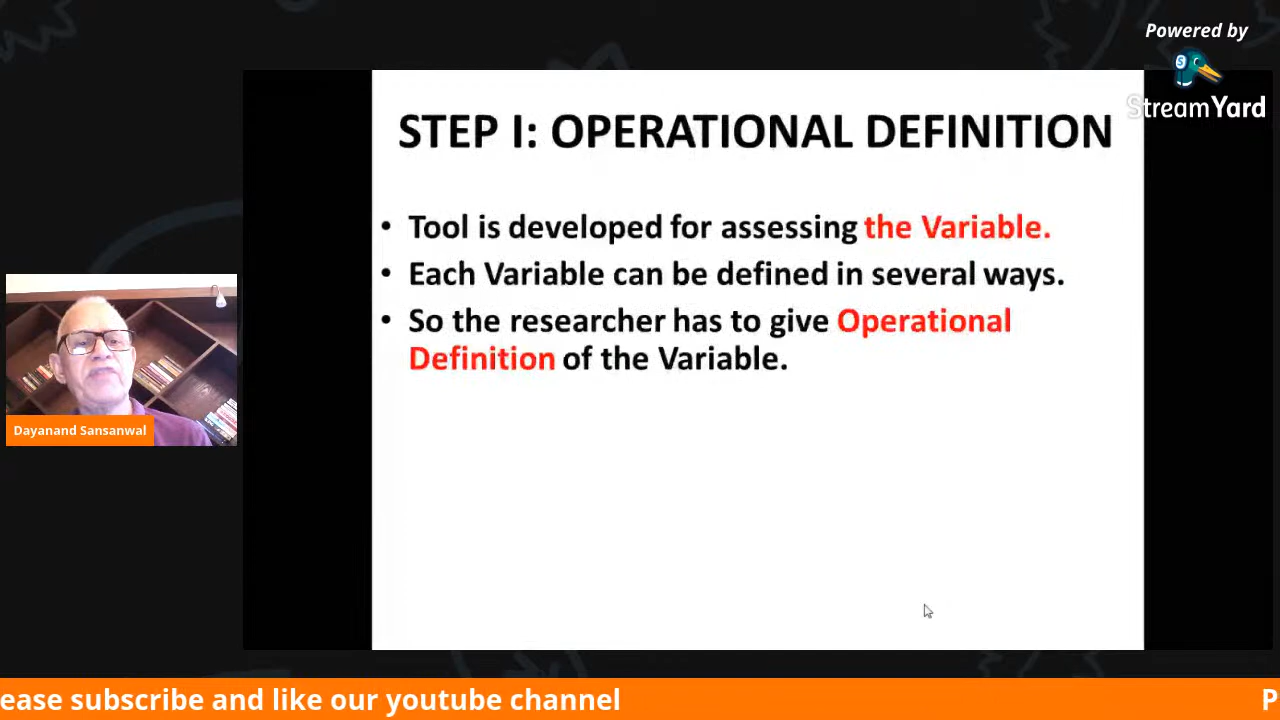 Powered by
StreamYard
STEP I: OPERATIONAL DEFINITION
• Tool is developed for assessing the Variable.
• Each Variable can be defined in several ways.
• So the researcher has to give Operational
Definition of the Variable.
Dayanand Sansanwal
ease subscribe and like our youtube channel
P